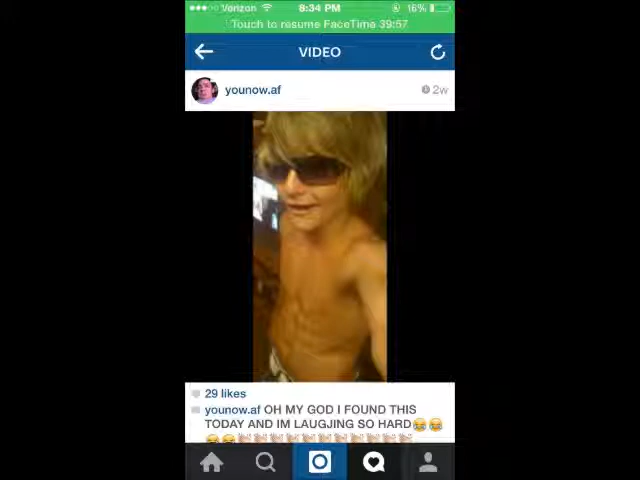 Verizon 8:34 PM 16%
Touch to resume FaceTime 39:57
VIDEO
younow.af 2w
29 likes
younow.af OH MY GOD I FOUND THIS
TODAY AND IM LAUGJING SO HARD😂😂